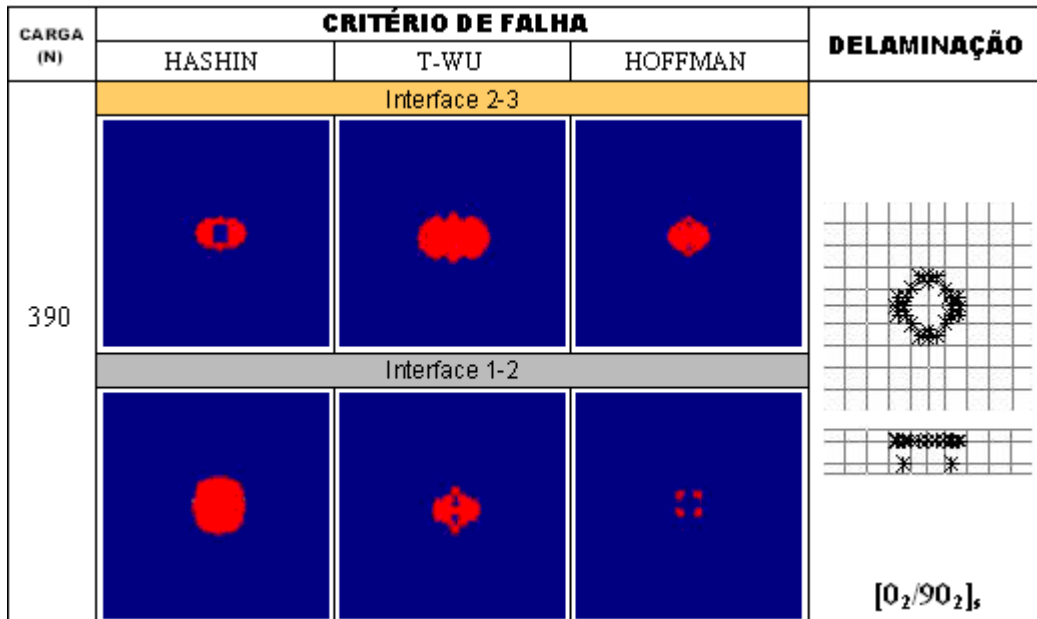 CARGA
(N)
CRITÉRIO DE FALHA
DELAMINAÇÃO
HASHIN
T-WU
HOFFMAN
Interface 2-3
390
Interface 1-2
[0₂/90₂]ₛ